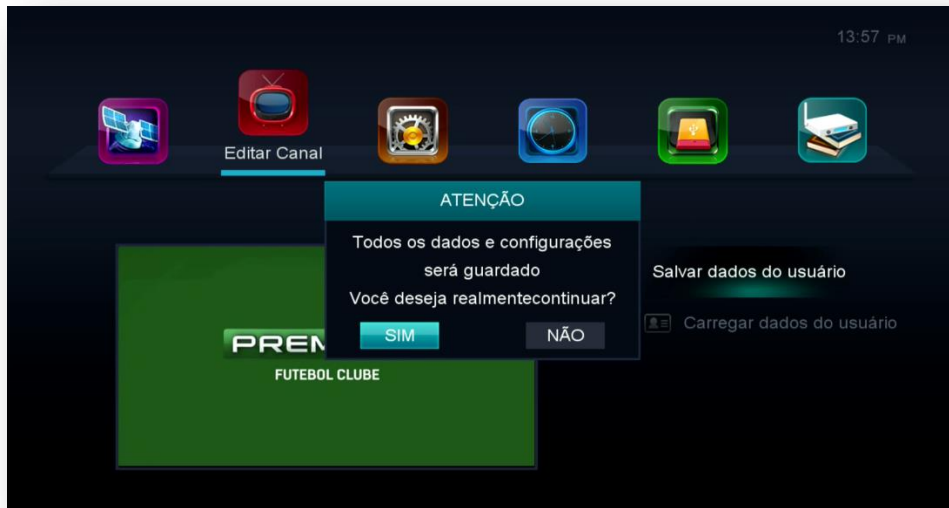 13:57 PM
Editar Canal
ATENÇÃO
Todos os dados e configurações
será guardado
Você deseja realmentecontinuar?
SIM
NÃO
Salvar dados do usuário
Carregar dados do usuário
FUTEBOL CLUBE